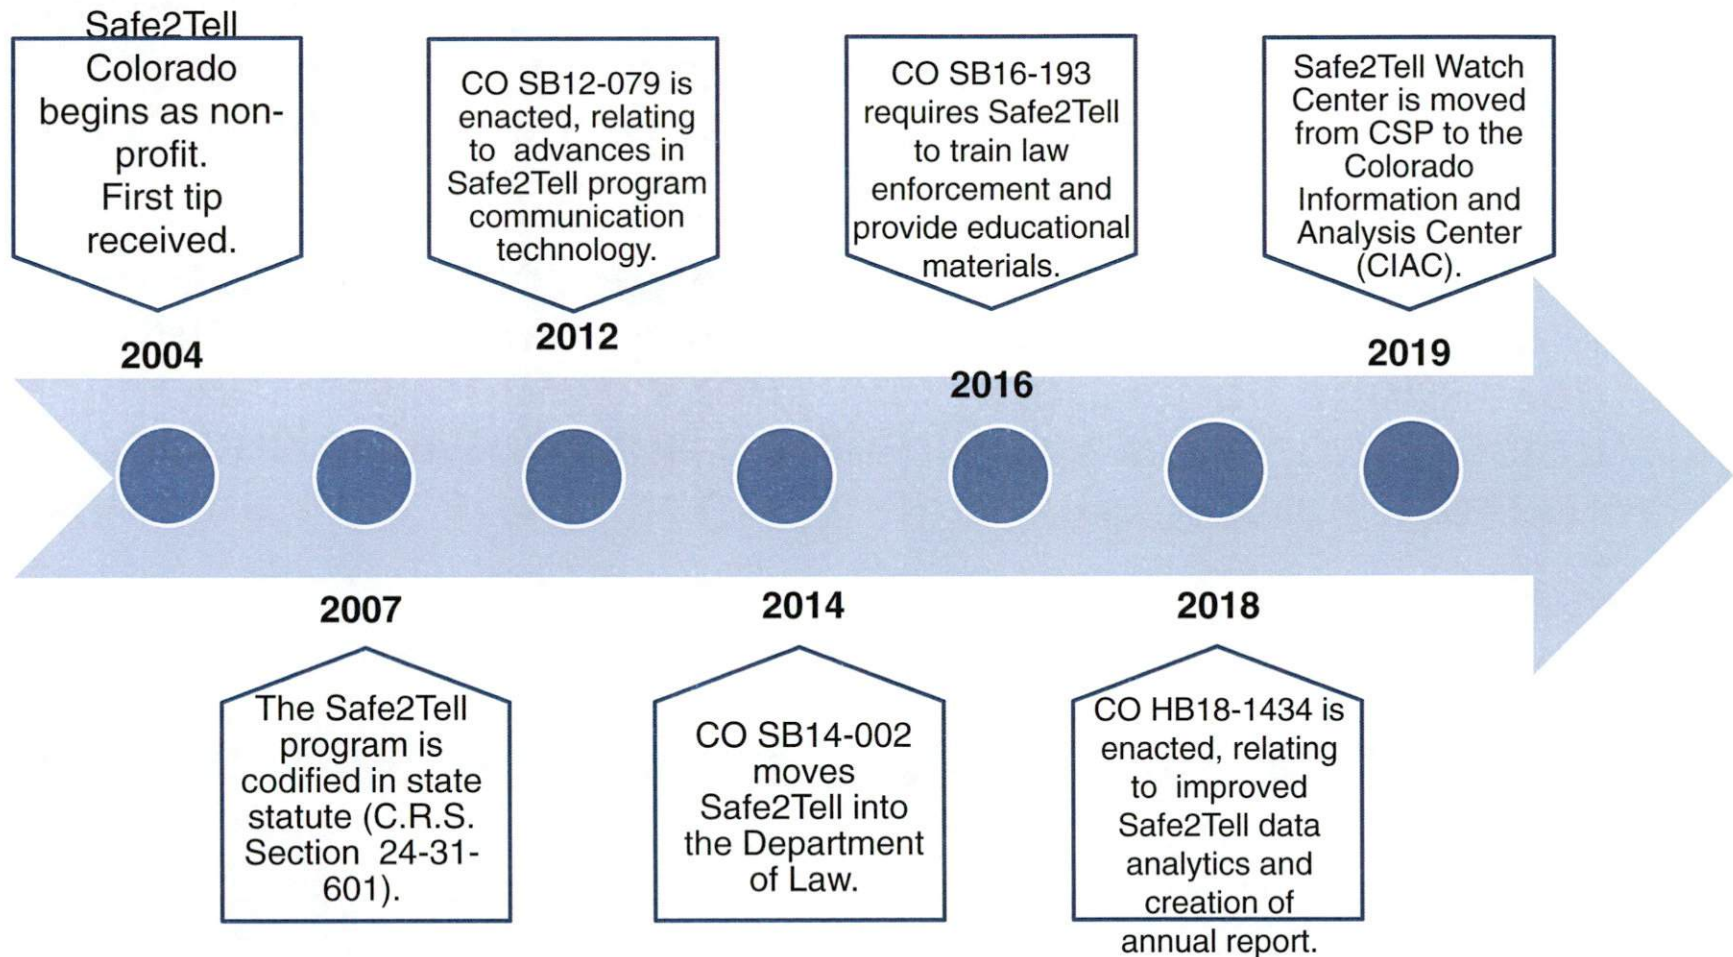 Safe2Tell
Colorado
begins as non-
profit.
First tip
received.
2004
CO SB12-079 is
enacted, relating
to advances in
Safe2Tell program
communication
technology.
2012
CO SB16-193
requires Safe2Tell
to train law
enforcement and
provide educational
materials.
2016
Safe2Tell Watch
Center is moved
from CSP to the
Colorado
Information and
Analysis Center
(CIAC).
2019
2007
The Safe2Tell
program is
codified in state
statute (C.R.S.
Section 24-31-
601).
2014
CO SB14-002
moves
Safe2Tell into
the Department
of Law.
2018
CO HB18-1434 is
enacted, relating
to improved
Safe2Tell data
analytics and
creation of
annual report.